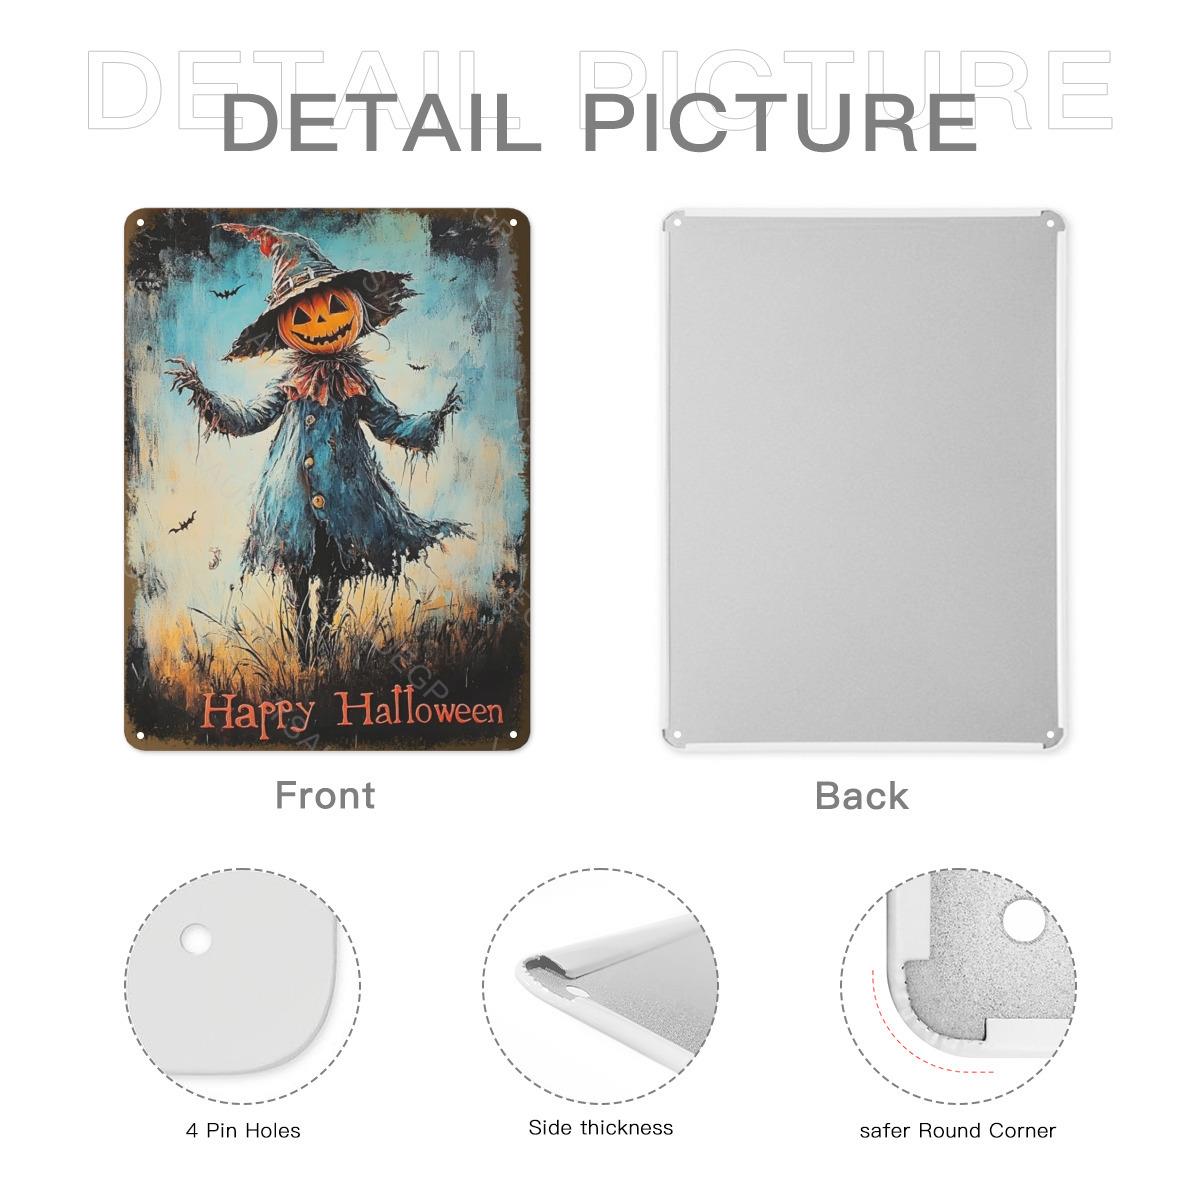 DETAIL PICTURE
DETAIL PICTURE
Happy Halloween
Front
Back
4 Pin Holes
Side thickness
safer Round Corner